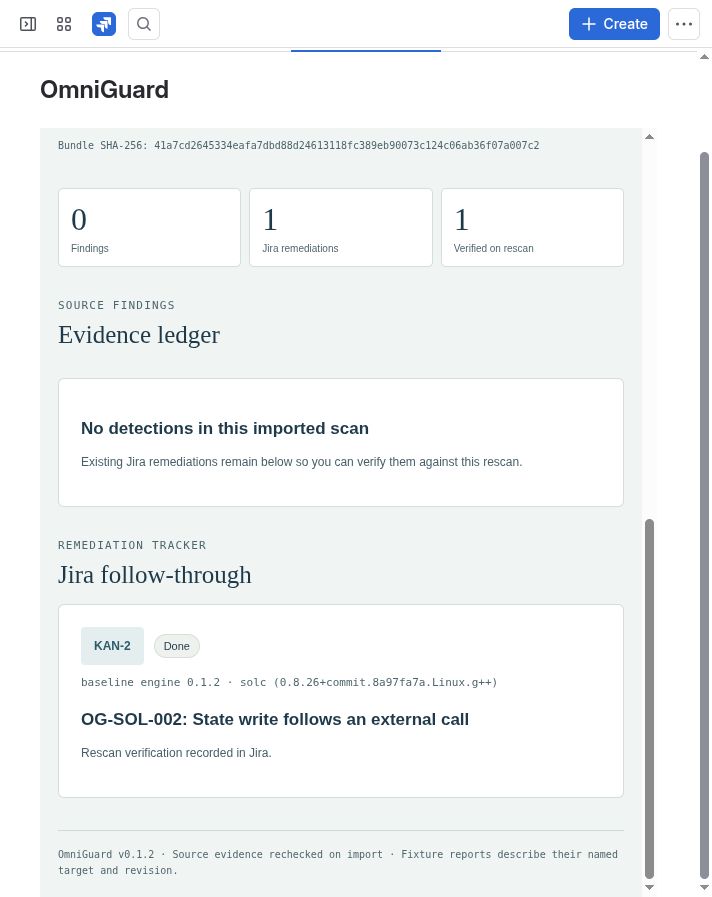 Create
OmniGuard
Bundle SHA-256: 41a7cd2645334eafa7dbd88d24613118fc389eb90073c124c06ab36f07a007c2
0
Findings
1
Jira remediations
1
Verified on rescan
SOURCE FINDINGS
Evidence ledger
No detections in this imported scan
Existing Jira remediations remain below so you can verify them against this rescan.
REMEDIATION TRACKER
Jira follow-through
KAN-2
Done
baseline engine 0.1.2 · solc (0.8.26+commit.8a97fa7a.Linux.g++)
OG-SOL-002: State write follows an external call
Rescan verification recorded in Jira.
OmniGuard v0.1.2 · Source evidence rechecked on import · Fixture reports describe their named
target and revision.